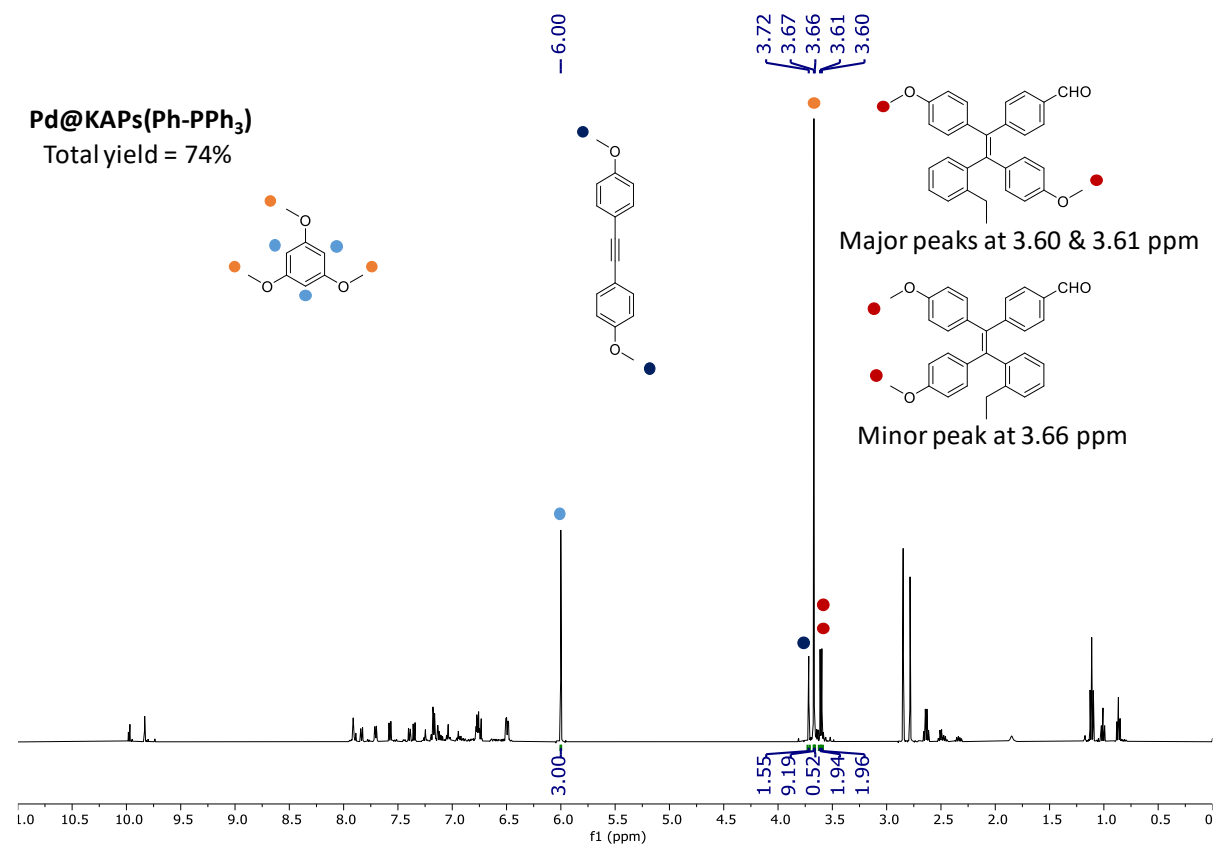 6.00
3.72
3.67
3.66
3.61
3.60
Pd@KAPs(Ph-PPh₃)
Total yield = 74%
O
O
O
O
O
O
CHO
O
Major peaks at 3.60 & 3.61 ppm
O
CHO
O
Minor peak at 3.66 ppm
3.00
1.55
9.19
0.52
1.94
1.96
10.5 10.0 9.5 9.0 8.5 8.0 7.5 7.0 6.5 6.0 5.5 5.0 4.5 4.0 3.5 3.0 2.5 2.0 1.5 1.0 0.5 0
f1 (ppm)